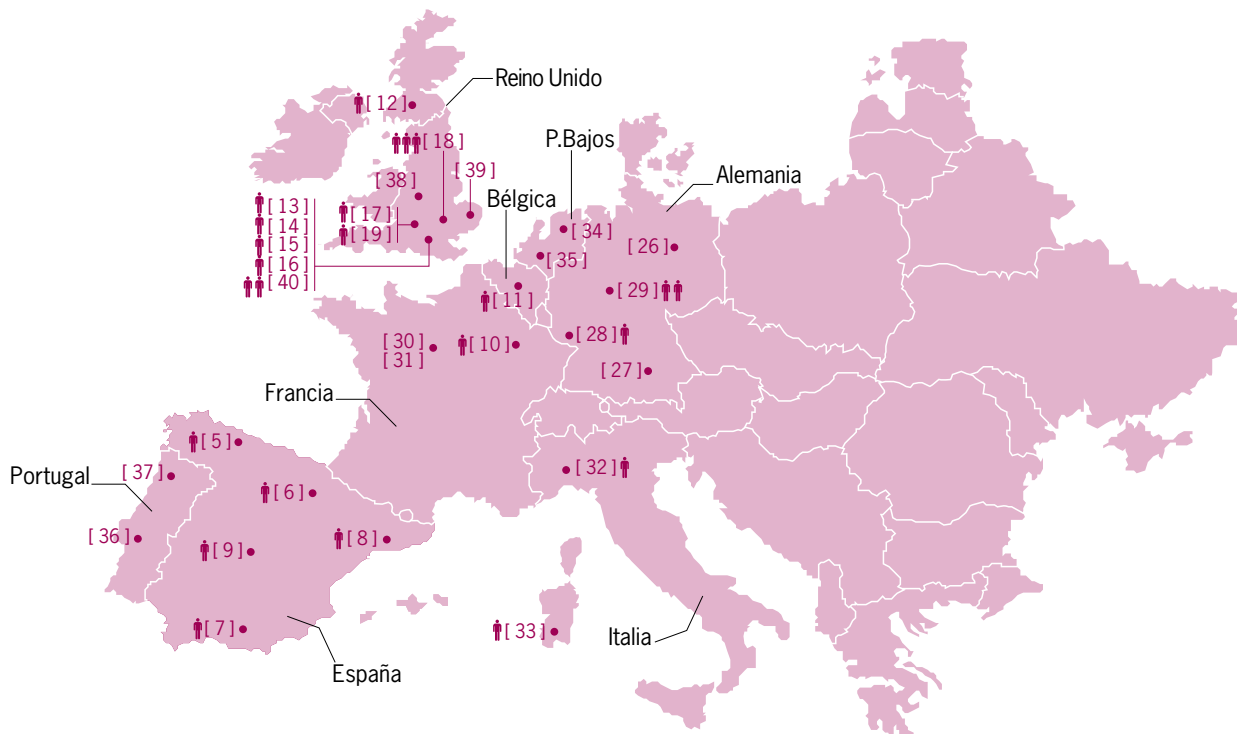 Reino Unido
[ 12 ]
[ 18 ]
P.Bajos
[ 39 ]
[ 38 ]
Alemania
Bélgica
[ 13 ]
[ 14 ]
[ 15 ]
[ 16 ]
[ 40 ]
[ 17 ]
[ 19 ]
[ 34 ]
[ 26 ]
[ 35 ]
[ 29 ]
[ 11 ]
[ 28 ]
[ 30 ]
[ 31 ]
[ 10 ]
[ 27 ]
Francia
[ 5 ]
Portugal
[ 37 ]
[ 32 ]
[ 6 ]
[ 36 ]
[ 9 ]
[ 8 ]
[ 7 ]
[ 33 ]
Italia
España